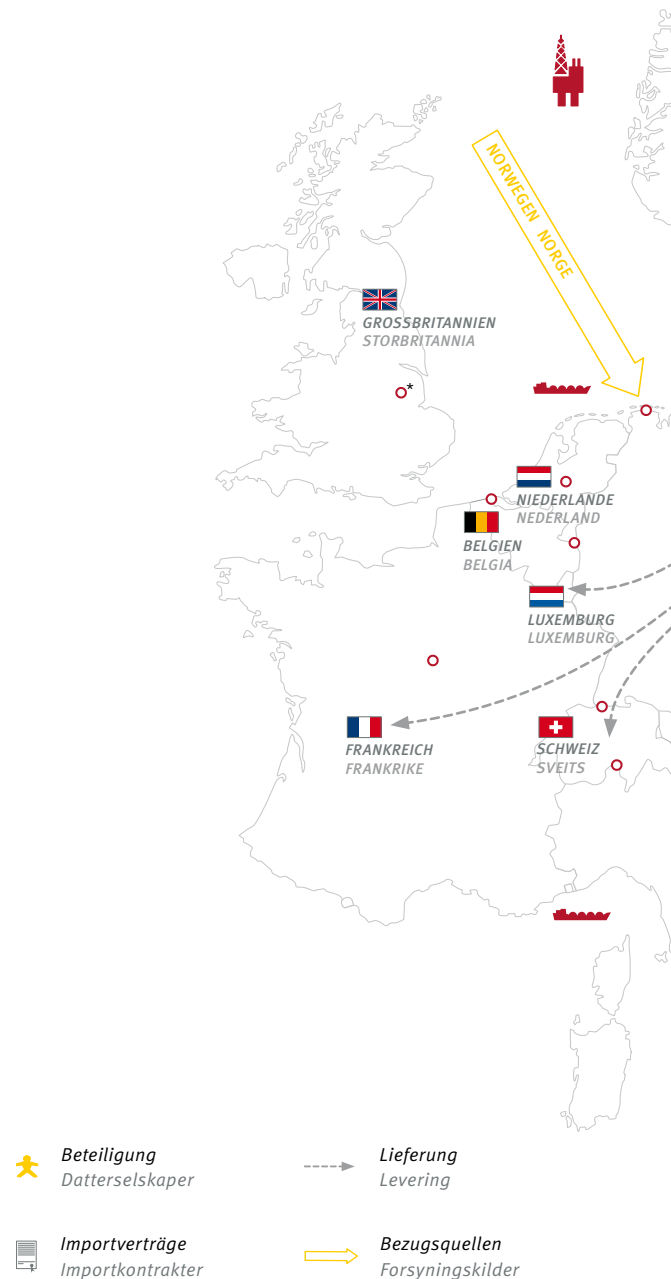 NORWEGEN NORGE
GROSSBRITANNIEN
STORBRITANNIA
*
NIEDERLANDE
NEDERLAND
BELGIEN
BELGIA
LUXEMBURG
LUXEMBURG
FRANKREICH
FRANKRIKE
SCHWEIZ
SVEITS
Beteiligung
Datterselskaper
Lieferung
Levering
Importverträge
Importkontrakter
Bezugsquellen
Forsyningskilder